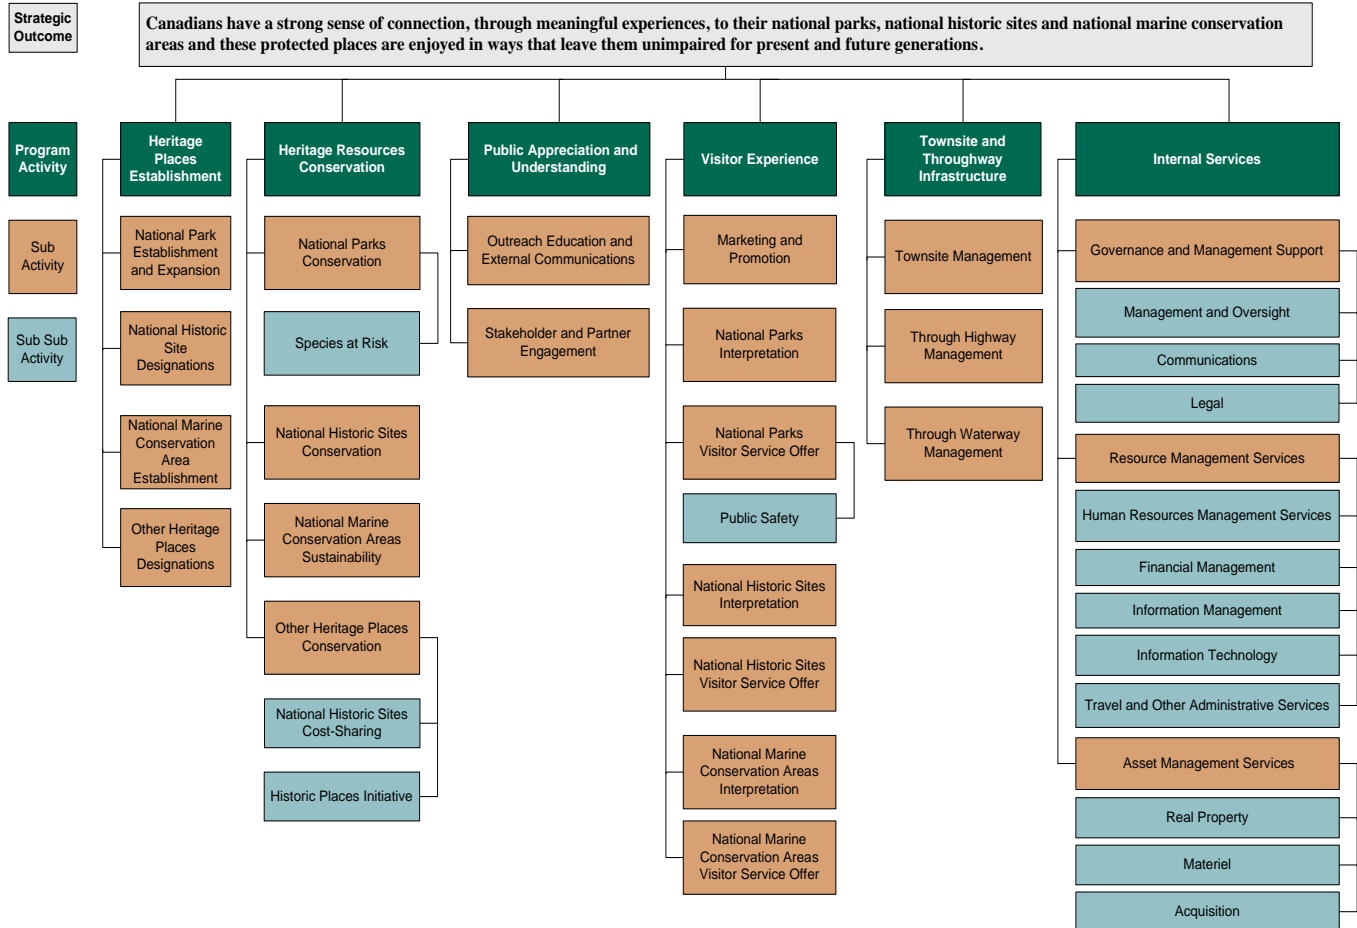 Strategic
Outcome
Canadians have a strong sense of connection, through meaningful experiences, to their national parks, national historic sites and national marine conservation
areas and these protected places are enjoyed in ways that leave them unimpaired for present and future generations.
Program
Activity
Sub
Activity
Sub Sub
Activity
Heritage
Places
Establishment
National Park
Establishment
and Expansion
National Historic
Site
Designations
National Marine
Conservation
Area
Establishment
Other Heritage
Places
Designations
Heritage Resources
Conservation
National Parks
Conservation
Species at Risk
National Historic Sites
Conservation
National Marine
Conservation Areas
Sustainability
Other Heritage Places
Conservation
National Historic Sites
Cost-Sharing
Historic Places Initiative
Public Appreciation and
Understanding
Outreach Education and
External Communications
Stakeholder and Partner
Engagement
Visitor Experience
Marketing and
Promotion
National Parks
Interpretation
National Parks
Visitor Service Offer
Public Safety
National Historic Sites
Interpretation
National Historic Sites
Visitor Service Offer
National Marine
Conservation Areas
Interpretation
National Marine
Conservation Areas
Visitor Service Offer
Townsite and
Throughway
Infrastructure
Townsite Management
Through Highway
Management
Through Waterway
Management
Internal Services
Governance and Management Support
Management and Oversight
Communications
Legal
Resource Management Services
Human Resources Management Services
Financial Management
Information Management
Information Technology
Travel and Other Administrative Services
Asset Management Services
Real Property
Materiel
Acquisition